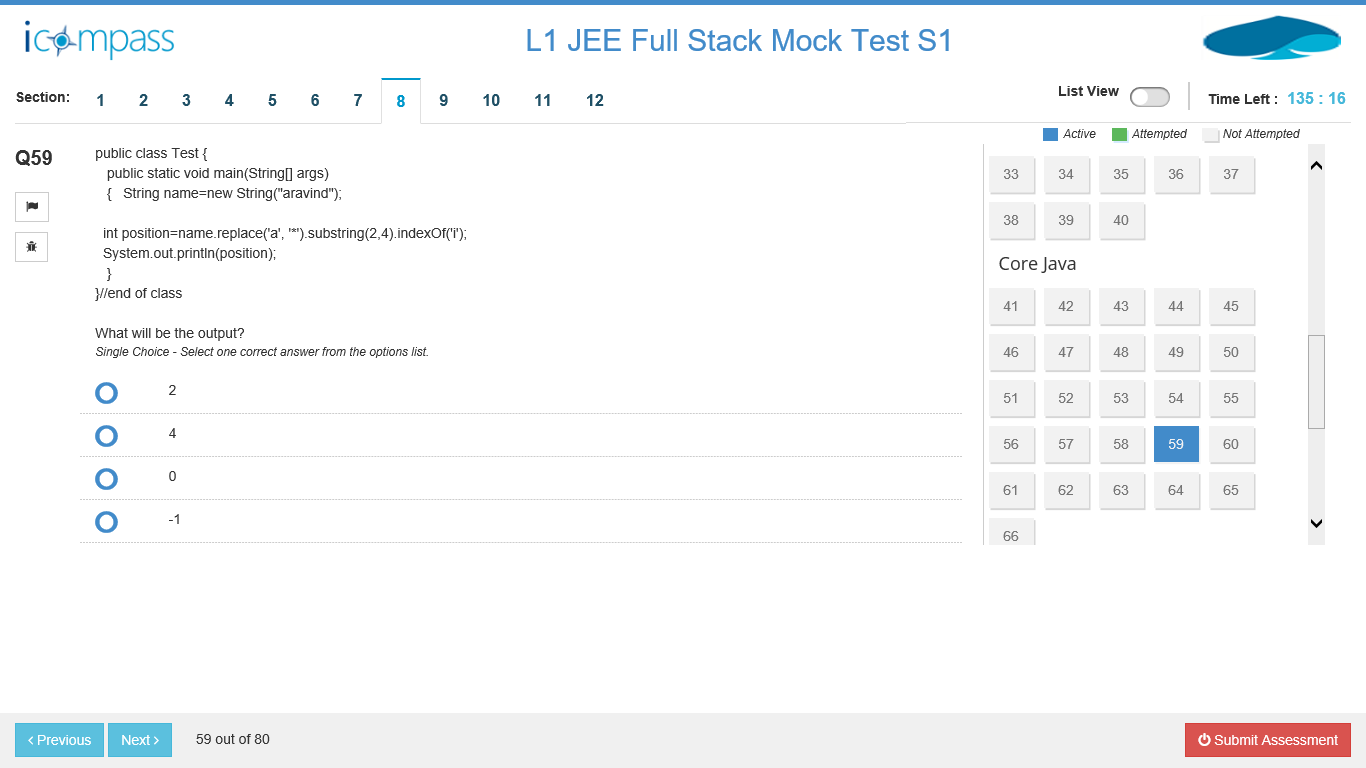 icompass
L1 JEE Full Stack Mock Test S1
Section: 1 2 3 4 5 6 7 8 9 10 11 12
List View
Time Left : 135 : 16
Active Attempted Not Attempted
Q59
public class Test {
public static void main(String[] args)
{ String name=new String("aravind");
int position=name.replace('a', '*').substring(2,4).indexOf('i');
System.out.println(position);
}
}//end of class
What will be the output?
Single Choice - Select one correct answer from the options list.
2
4
0
-1
33 34 35 36 37
38 39 40
Core Java
41 42 43 44 45
46 47 48 49 50
51 52 53 54 55
56 57 58 59 60
61 62 63 64 65
66
< Previous
Next >
59 out of 80
Submit Assessment